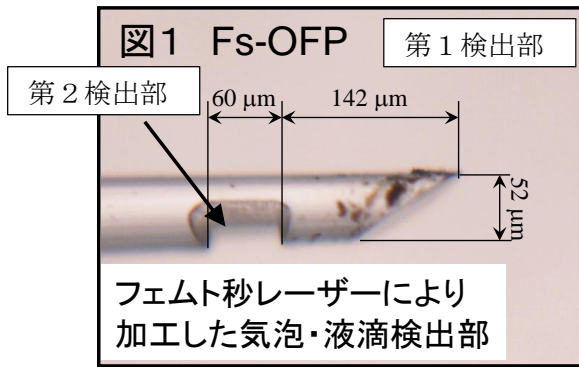 図1 Fs-OFP
第1検出部
第2検出部
60 μm
142 μm
52 μm
フェムト秒レーザーにより
加工した気泡・液滴検出部